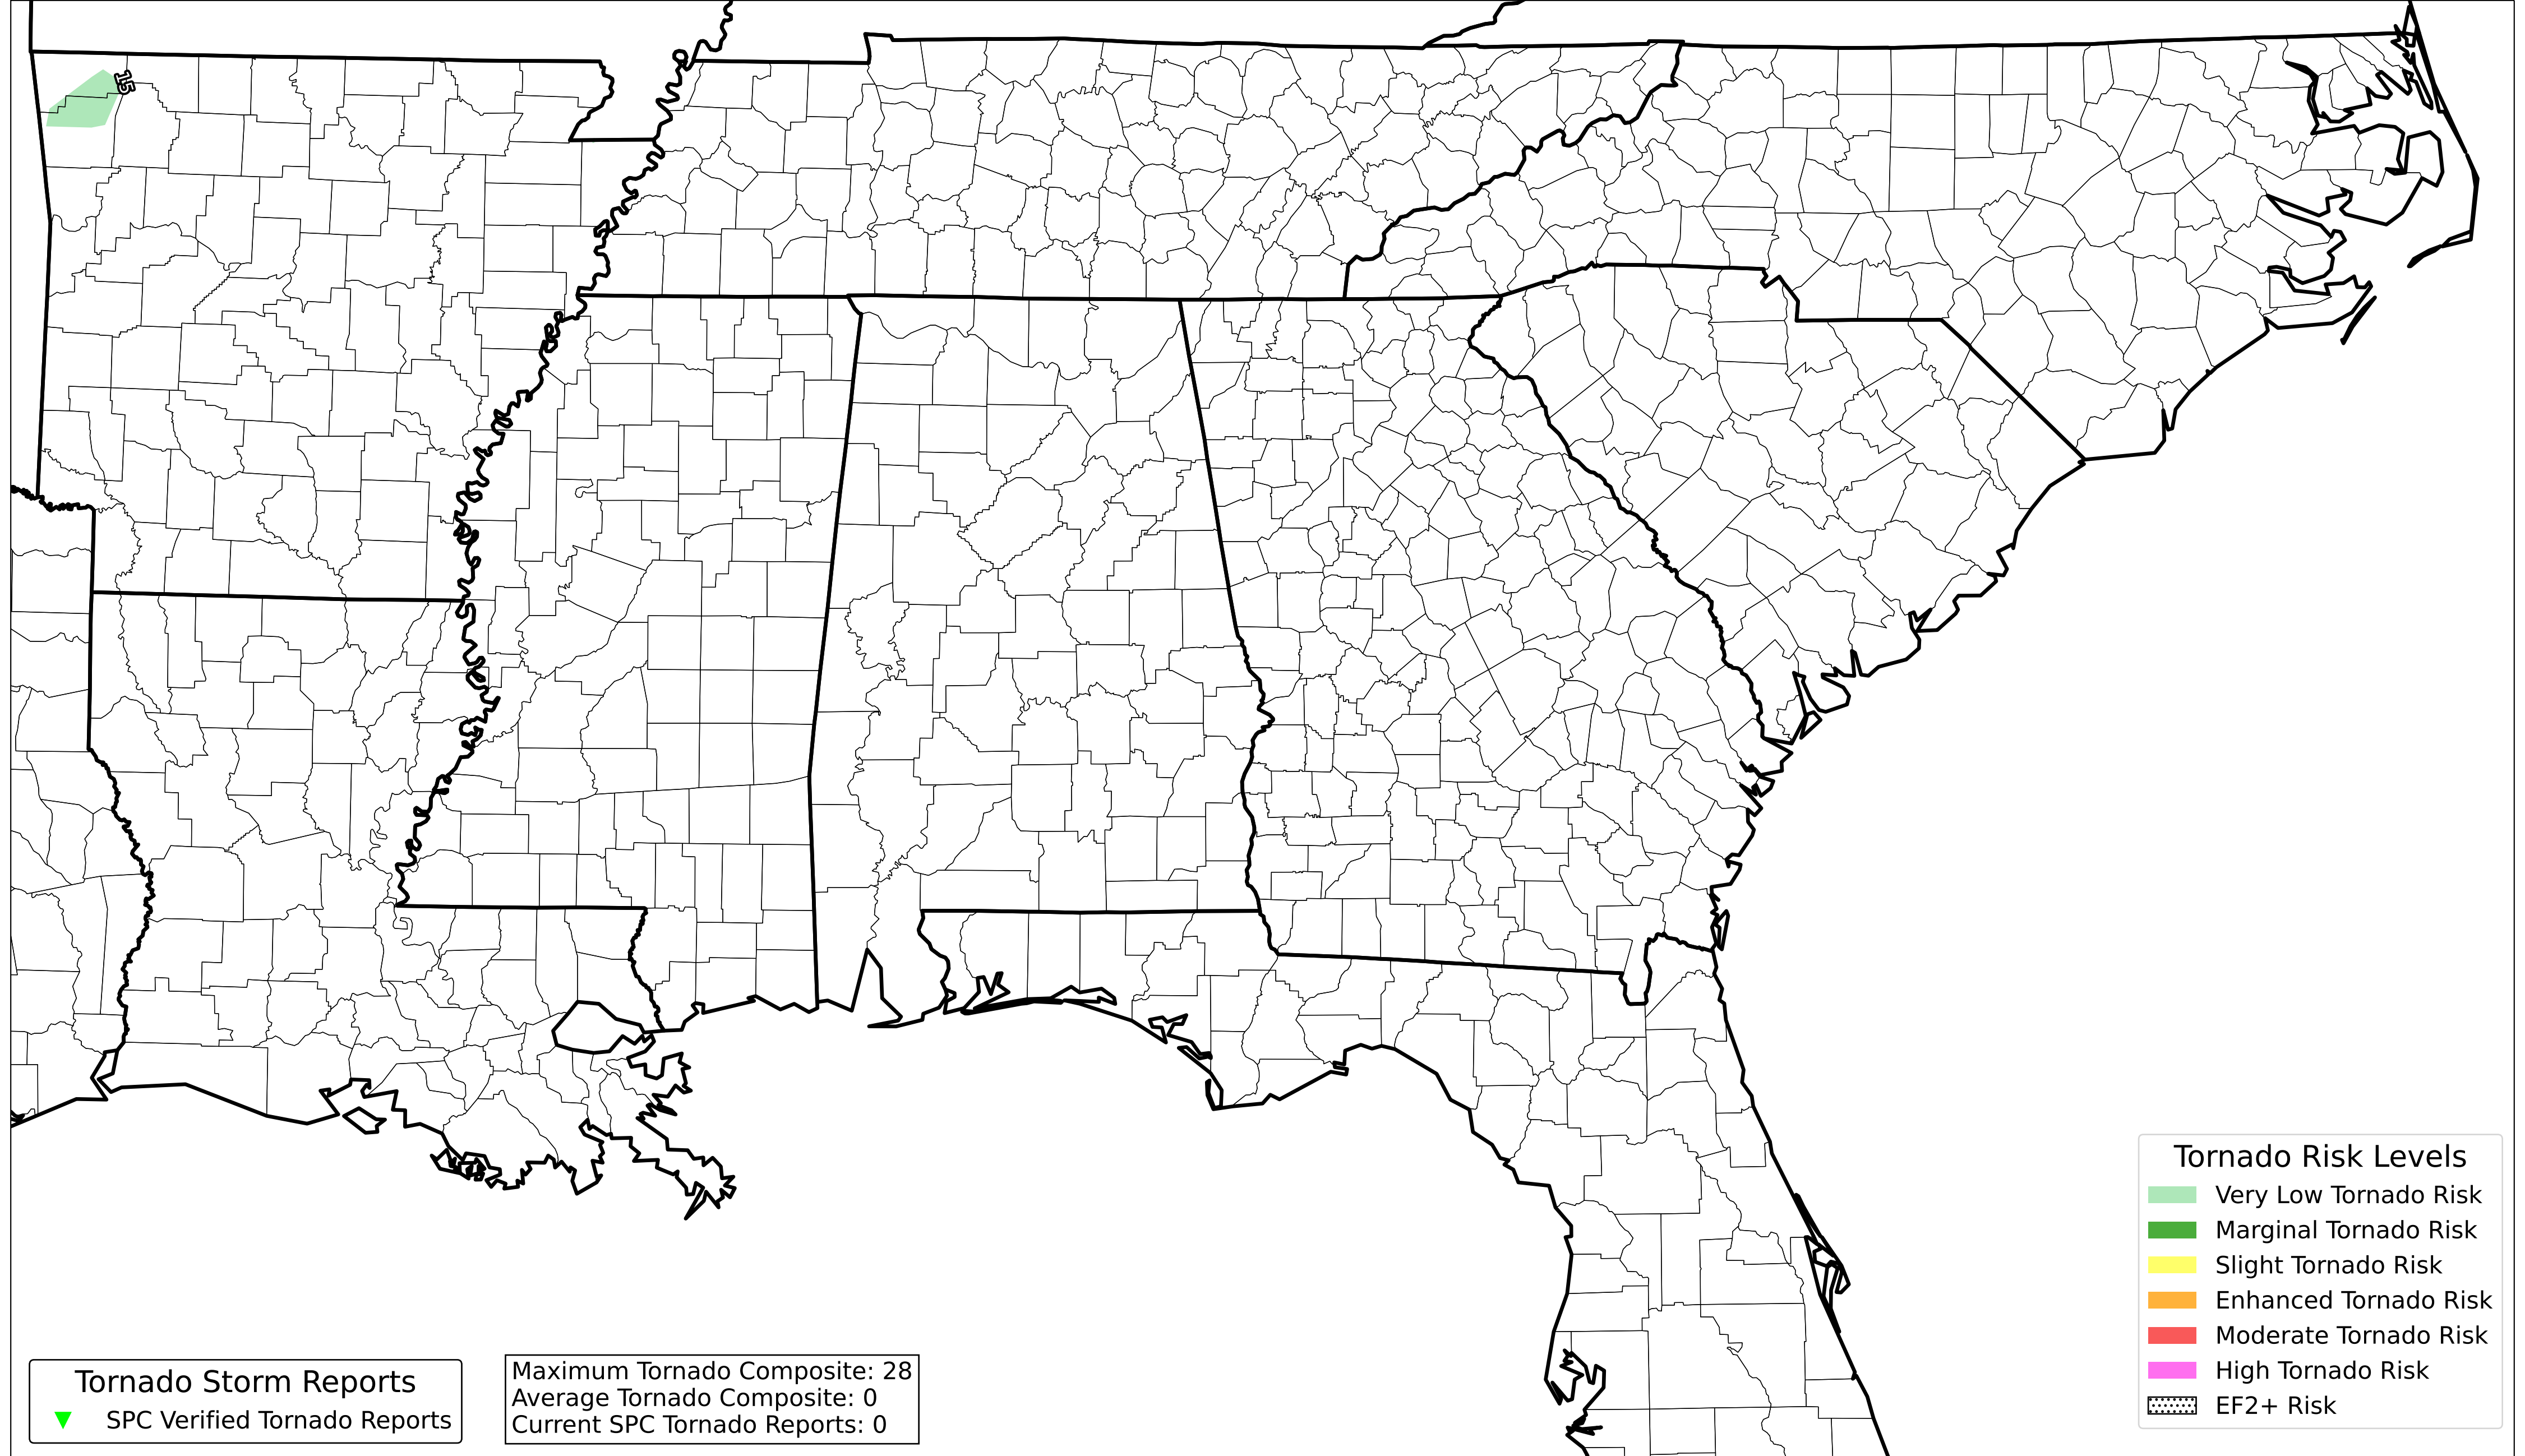 15
Tornado Risk Levels
Very Low Tornado Risk
Marginal Tornado Risk
Slight Tornado Risk
Enhanced Tornado Risk
Moderate Tornado Risk
High Tornado Risk
EF2+ Risk
Tornado Storm Reports
SPC Verified Tornado Reports
Maximum Tornado Composite: 28
Average Tornado Composite: 0
Current SPC Tornado Reports: 0